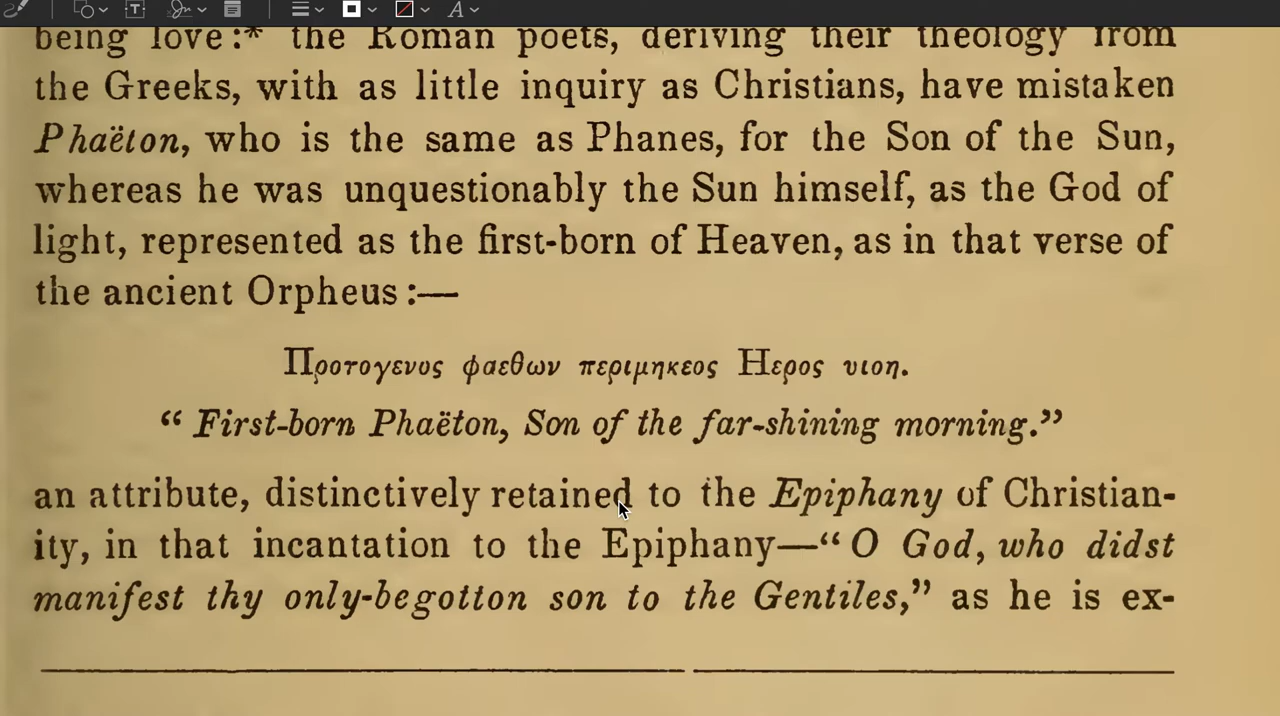 being love:* the Roman poets, deriving their theology from
the Greeks, with as little inquiry as Christians, have mistaken
Phaëton, who is the same as Phanes, for the Son of the Sun,
whereas he was unquestionably the Sun himself, as the God of
light, represented as the first-born of Heaven, as in that verse of
the ancient Orpheus:—
Προτογενος φαεθων περιμηκεος Ηερος υιοη.
“ First-born Phaëton, Son of the far-shining morning.”
an attribute, distinctively retained to the Epiphany of Christian-
ity, in that incantation to the Epiphany—“ O God, who didst
manifest thy only-begotton son to the Gentiles,” as he is ex-